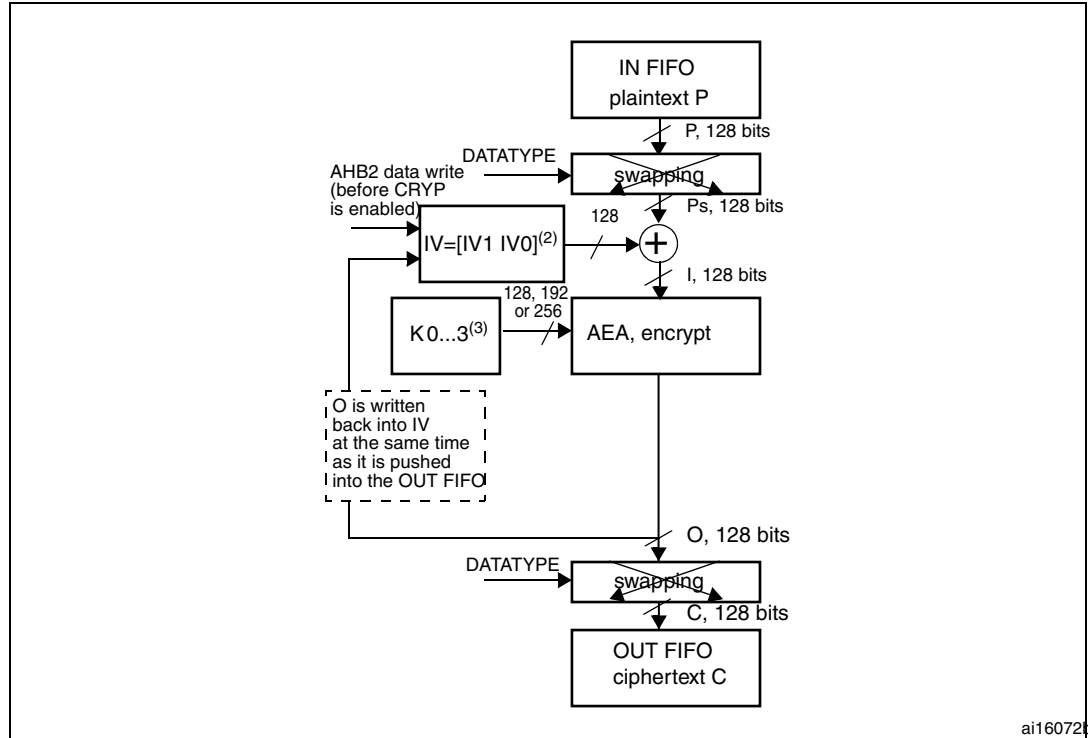 IN FIFO
plaintext P
P, 128 bits
DATATYPE
swapping
AHB2 data write
(before CRYP
is enabled)
Ps, 128 bits
IV=[IV1 IV0](2)
128
+
I, 128 bits
128, 192
or 256
K 0...3(3)
AEA, encrypt
O is written
back into IV
at the same time
as it is pushed
into the OUT FIFO
O, 128 bits
DATATYPE
swapping
C, 128 bits
OUT FIFO
ciphertext C
ai16072b